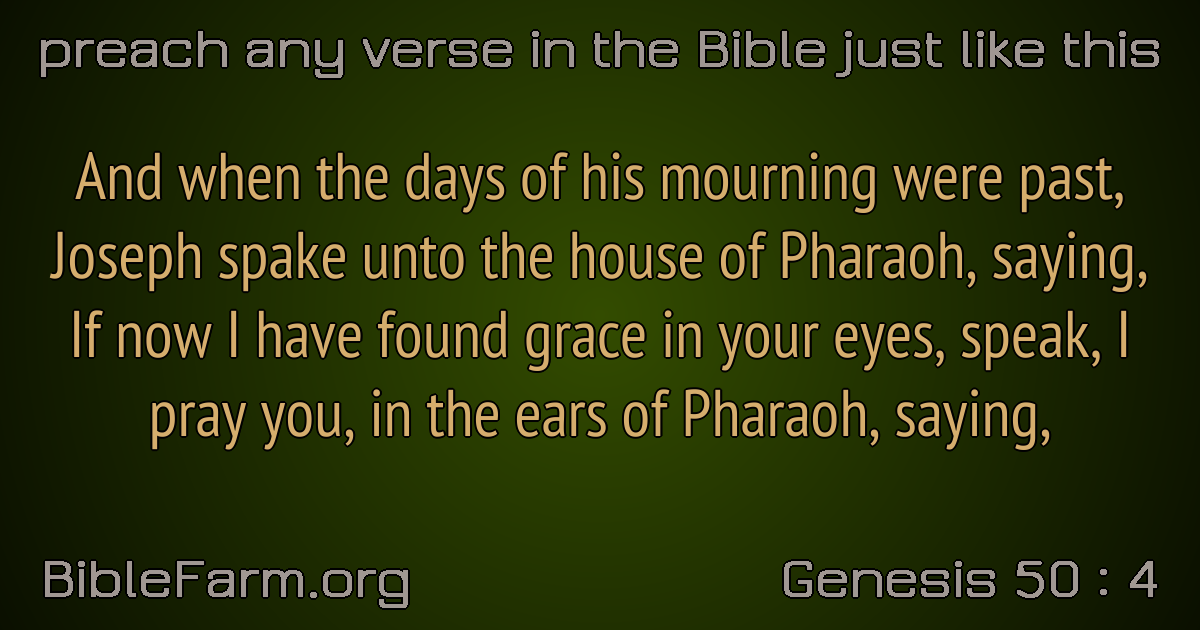 preach any verse in the Bible just like this
And when the days of his mourning were past,
Joseph spake unto the house of Pharaoh, saying,
If now I have found grace in your eyes, speak, I
pray you, in the ears of Pharaoh, saying,
BibleFarm.org
Genesis 50 : 4